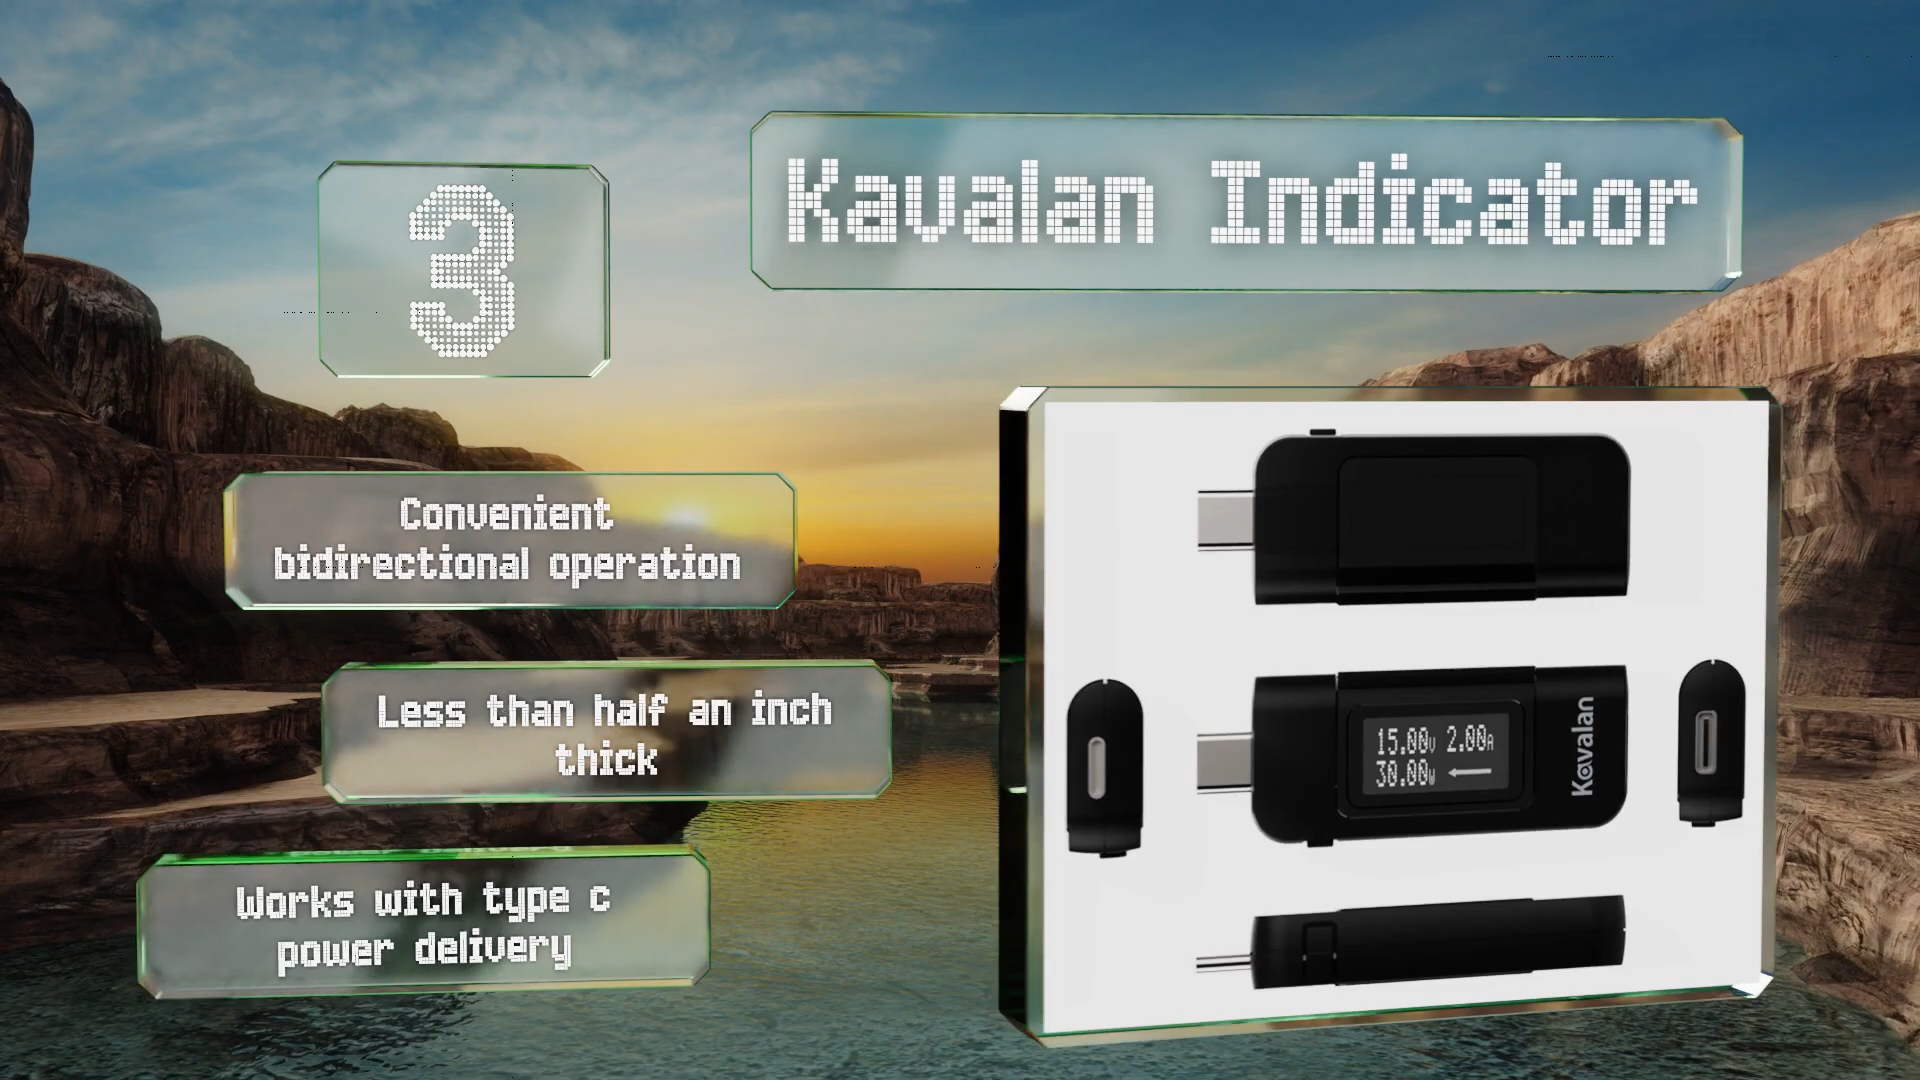 3
Kavalan Indicator
Convenient
bidirectional operation
Less than half an inch
thick
Works with type c
power delivery
15.00V 2.00A
30.00W
Kavalan